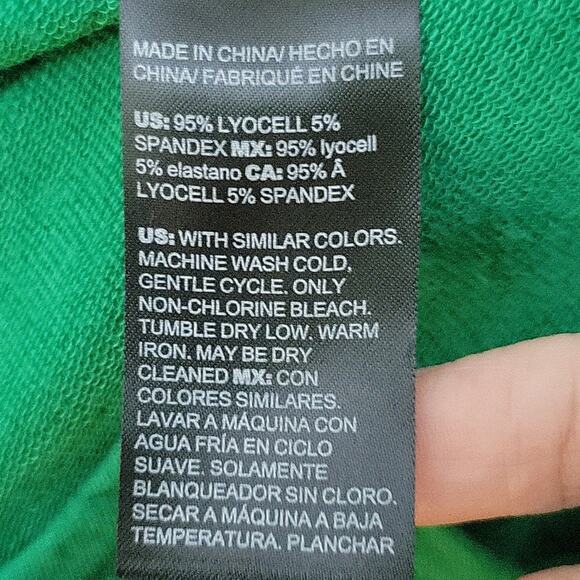 MADE IN CHINA/ HECHO EN
CHINA/ FABRIQUÉ EN CHINE
US: 95% LYOCELL 5%
SPANDEX MX: 95% lyocell
5% elastano CA: 95% Â
LYOCELL 5% SPANDEX
US: WITH SIMILAR COLORS.
MACHINE WASH COLD,
GENTLE CYCLE. ONLY
NON-CHLORINE BLEACH.
TUMBLE DRY LOW. WARM
IRON. MAY BE DRY
CLEANED MX: CON
COLORES SIMILARES.
LAVAR A MÁQUINA CON
AGUA FRÍA EN CICLO
SUAVE. SOLAMENTE
BLANQUEADOR SIN CLORO.
SECAR A MÁQUINA A BAJA
TEMPERATURA. PLANCHAR